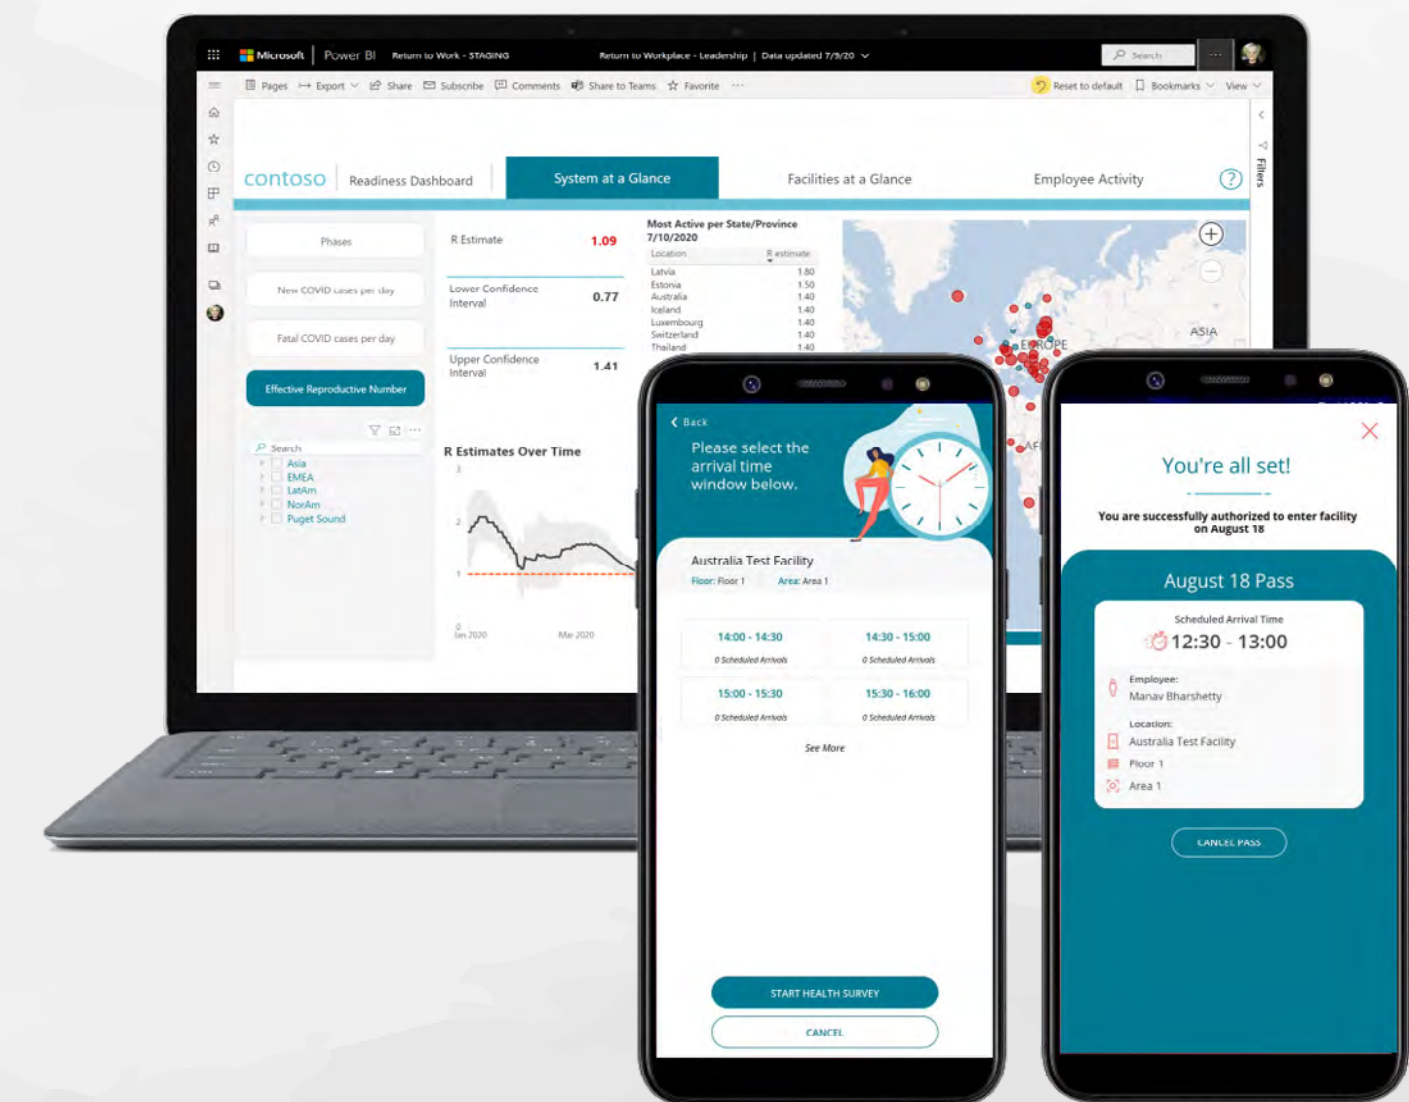 Microsoft Power BI Return to Work - STAGING Return to Workplace - Leadership | Data updated 7/9/20 Search
Pages Export Share Subscribe Comments Share to Teams Favorite ··· Reset to default Bookmarks View
Filters
contoso Readiness Dashboard System at a Glance Facilities at a Glance Employee Activity ?
Phases
New COVID cases per day
Fatal COVID cases per day
Effective Reproductive Number
Search
Asia
EMEA
LatAm
NorAm
Puget Sound
R Estimate 1.09
Lower Confidence
Interval 0.77
Upper Confidence
Interval 1.41
Most Active per State/Province
7/10/2020
Location R estimate
Latvia 1.80
Estonia 1.50
Australia 1.40
Iceland 1.40
Luxembourg 1.40
Switzerland 1.40
Thailand 1.40
EUROPE
ASIA
R Estimates Over Time
3
2
1
0
Jan 2020 Mar 2020
Back
Please select the
arrival time
window below.
Australia Test Facility
Floor: Floor 1 Area: Area 1
14:00 - 14:30 14:30 - 15:00
0 Scheduled Arrivals 0 Scheduled Arrivals
15:00 - 15:30 15:30 - 16:00
0 Scheduled Arrivals 0 Scheduled Arrivals
See More
START HEALTH SURVEY
CANCEL
You're all set!
You are successfully authorized to enter facility
on August 18
August 18 Pass
Scheduled Arrival Time
12:30 - 13:00
Employee:
Manav Bharshetty
Location:
Australia Test Facility
Floor 1
Area 1
CANCEL PASS